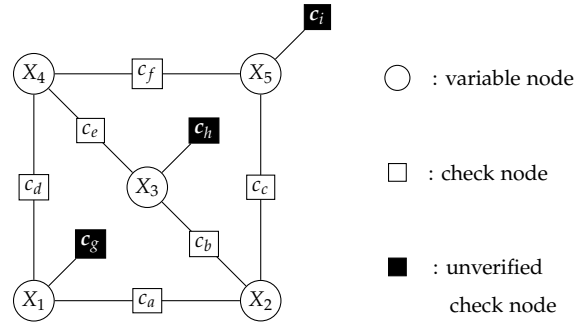 c_i
X_4
c_f
X_5
: variable node
c_e
c_h
c_d
X_3
c_c
: check node
c_g
c_b
: unverified
check node
X_1
c_a
X_2